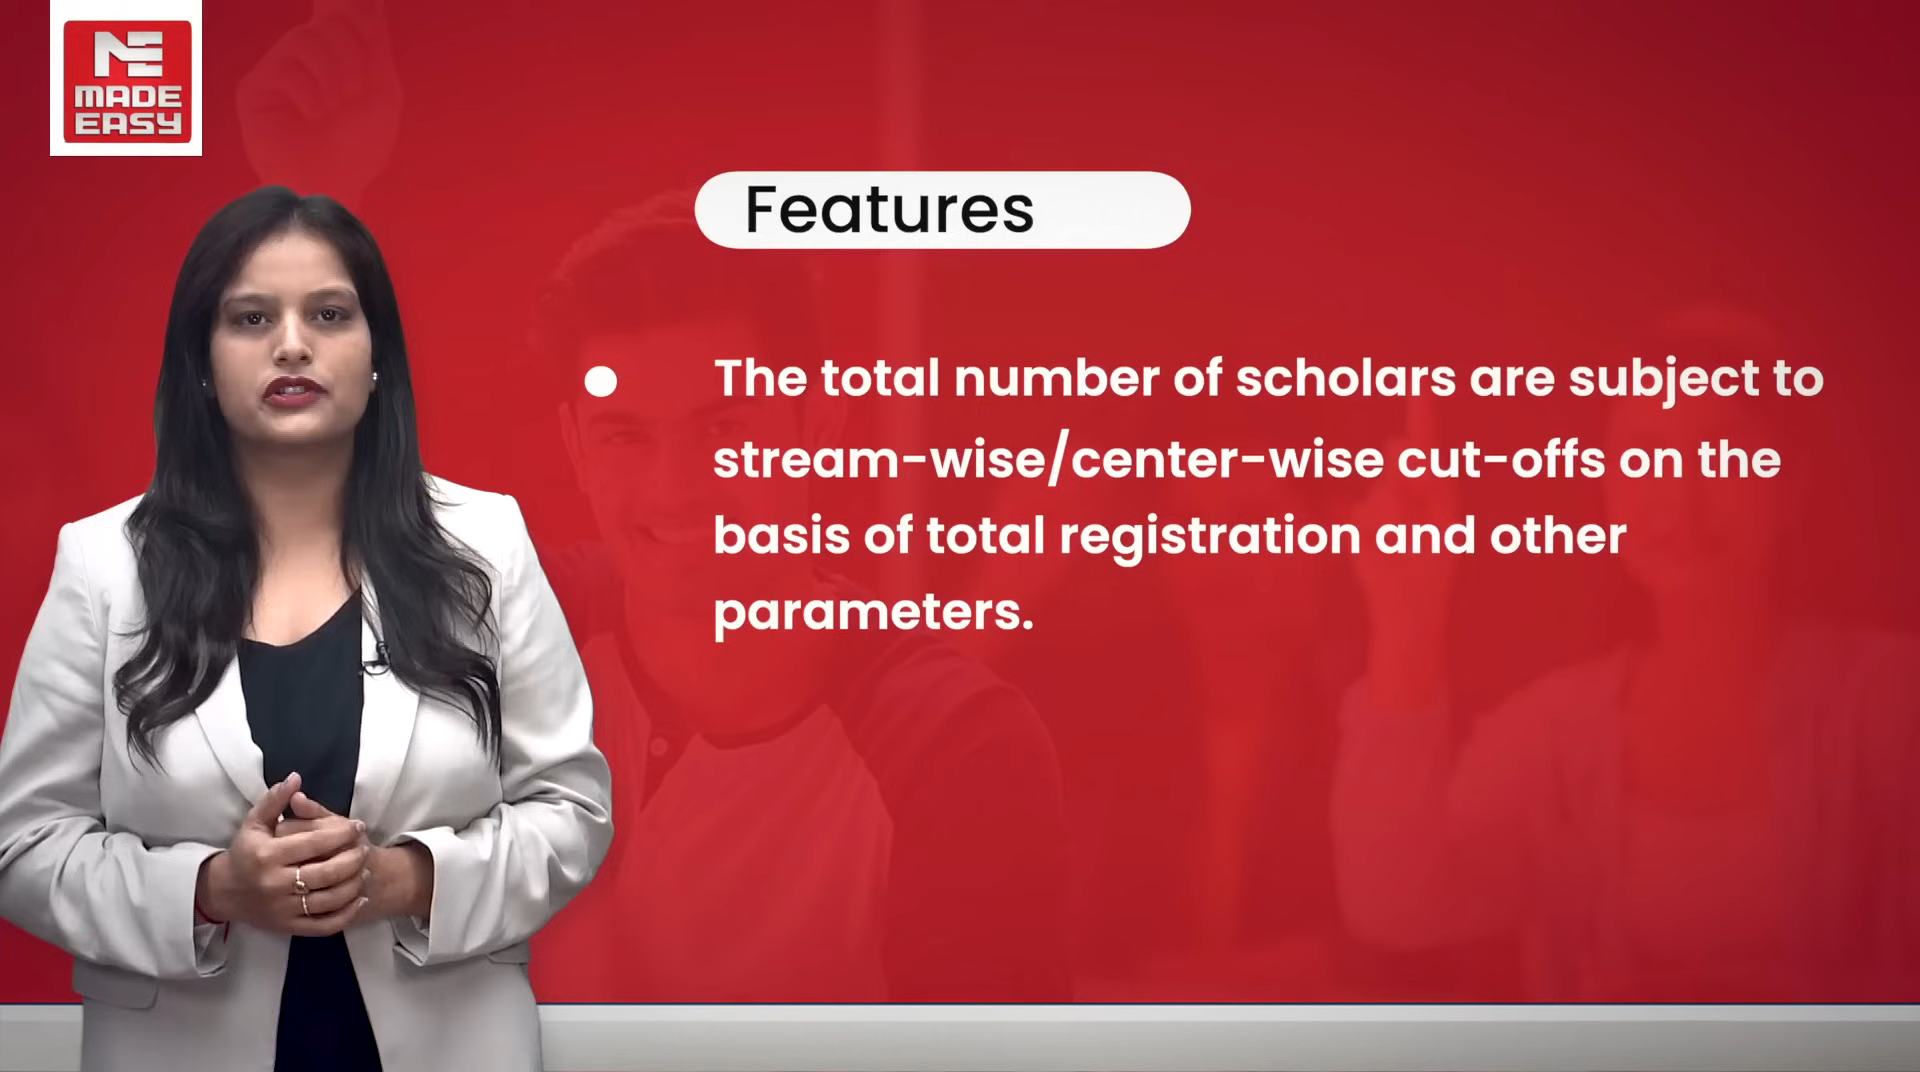 MADE
EASY
Features
The total number of scholars are subject to
stream-wise/center-wise cut-offs on the
basis of total registration and other
parameters.